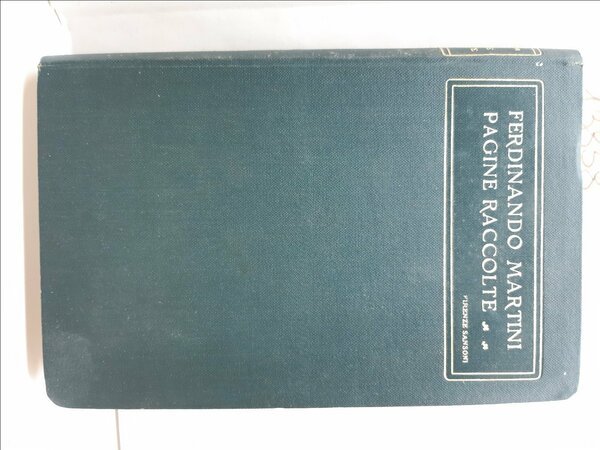 FERDINANDO MARTINI
PAGINE RACCOLTE
FIRENZE SANSONI